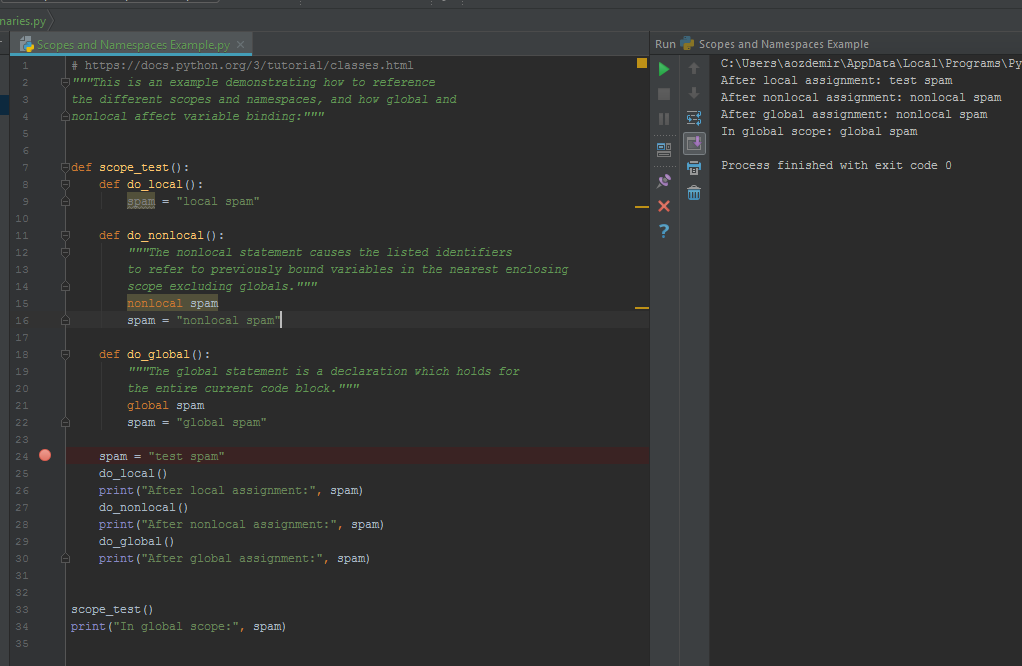 naries.py
Scopes and Namespaces Example.py ×
1 # https://docs.python.org/3/tutorial/classes.html
2 """This is an example demonstrating how to reference
3 the different scopes and namespaces, and how global and
4 nonlocal affect variable binding:"""
5
6
7 def scope_test():
8     def do_local():
9         spam = "local spam"
10
11     def do_nonlocal():
12         """The nonlocal statement causes the listed identifiers
13         to refer to previously bound variables in the nearest enclosing
14         scope excluding globals."""
15         nonlocal spam
16         spam = "nonlocal spam"
17
18     def do_global():
19         """The global statement is a declaration which holds for
20         the entire current code block."""
21         global spam
22         spam = "global spam"
23
24     spam = "test spam"
25     do_local()
26     print("After local assignment:", spam)
27     do_nonlocal()
28     print("After nonlocal assignment:", spam)
29     do_global()
30     print("After global assignment:", spam)
31
32
33 scope_test()
34 print("In global scope:", spam)
35
Run Scopes and Namespaces Example
C:\Users\aozdemir\AppData\Local\Programs\Py
After local assignment: test spam
After nonlocal assignment: nonlocal spam
After global assignment: nonlocal spam
In global scope: global spam
Process finished with exit code 0
?